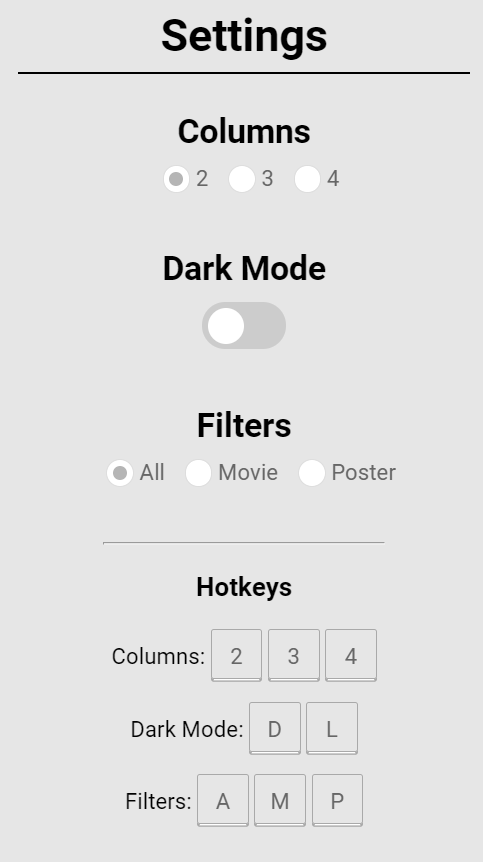 Settings
Columns
2 3 4
Dark Mode
Filters
All Movie Poster
Hotkeys
Columns: 2 3 4
Dark Mode: D L
Filters: A M P